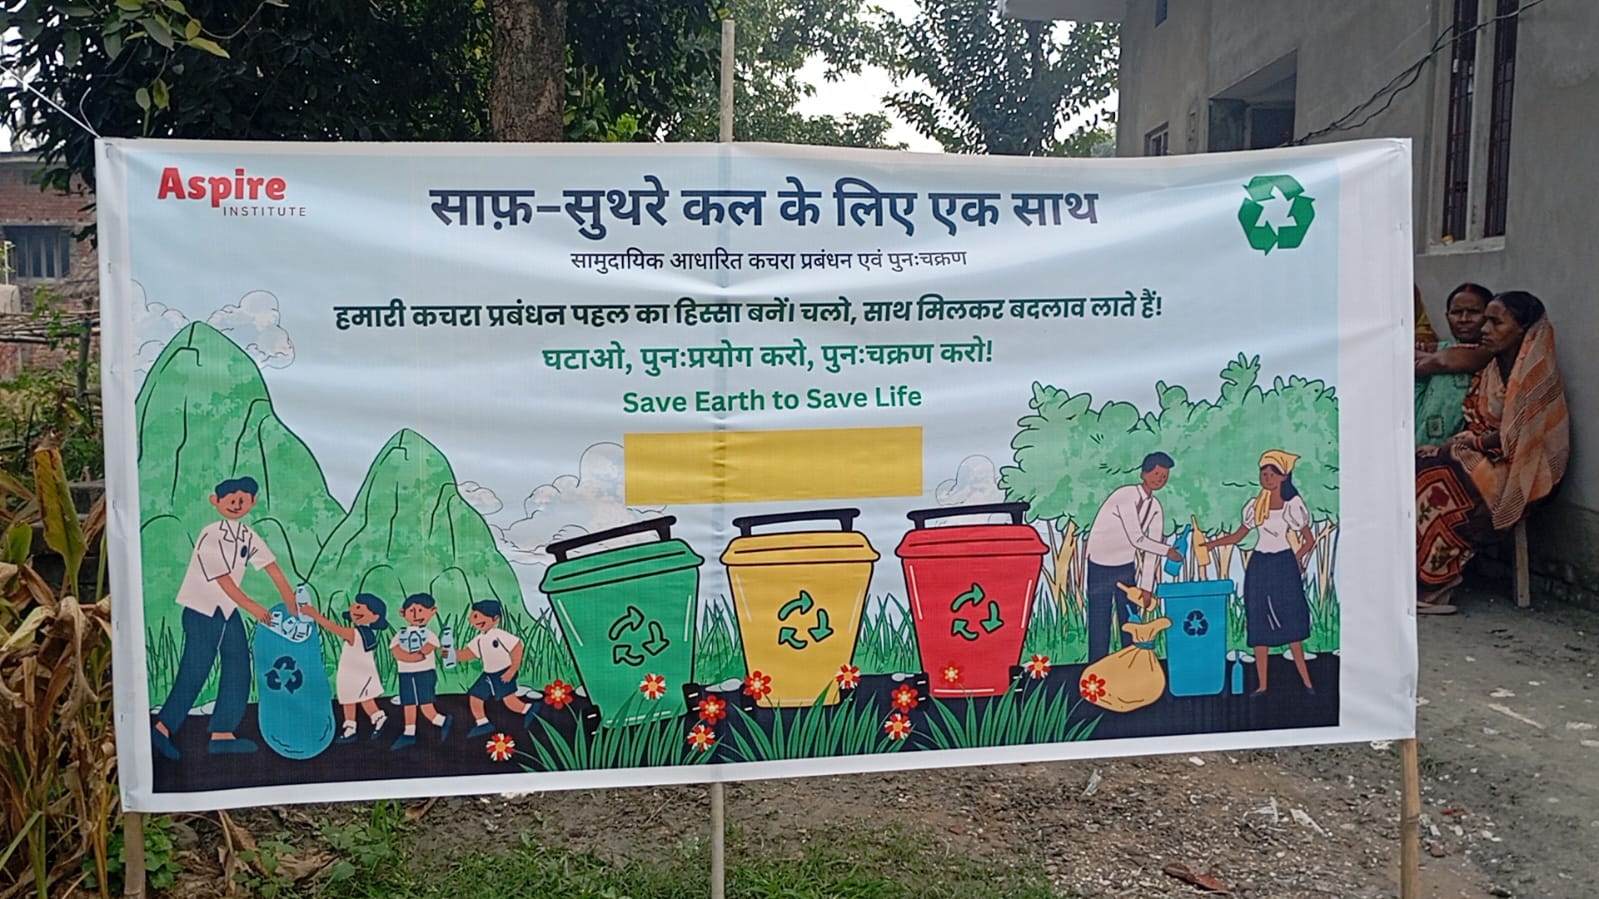 Aspire
INSTITUTE
साफ़-सुथरे कल के लिए एक साथ
सामुदायिक आधारित कचरा प्रबंधन एवं पुनःचक्रण
हमारी कचरा प्रबंधन पहल का हिस्सा बनें। चलो, साथ मिलकर बदलाव लाते हैं!
घटाओ, पुनःप्रयोग करो, पुनःचक्रण करो!
Save Earth to Save Life